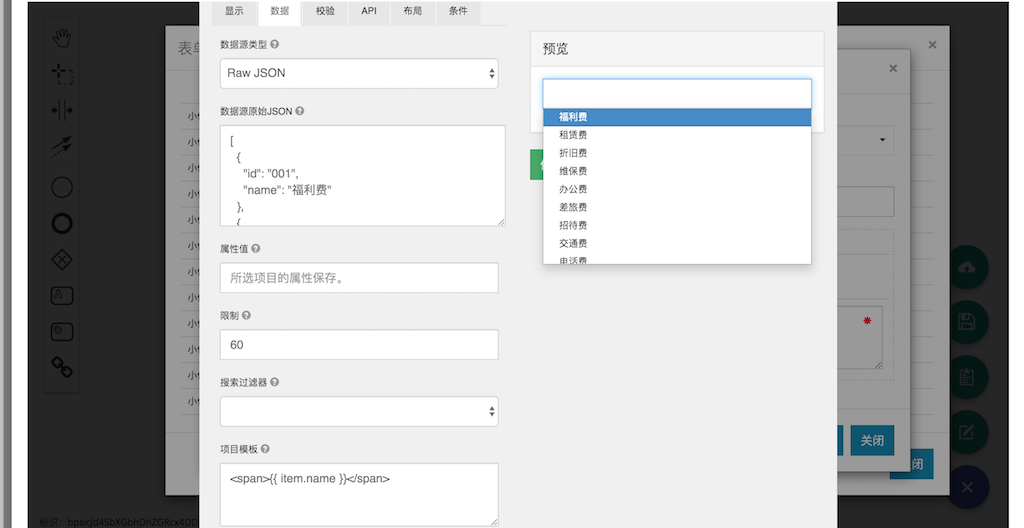 显示 数据 校验 API 布局 条件
数据源类型
Raw JSON
数据源原始JSON
[
{
"id": "001",
"name": "福利费"
},
{
属性值
所选项目的属性保存。
限制
60
搜索过滤器
项目模板
<span>{{ item.name }}</span>
预览
福利费
租赁费
折旧费
维保费
办公费
差旅费
招待费
交通费
电话费
表单
×
×
*
关闭
闭